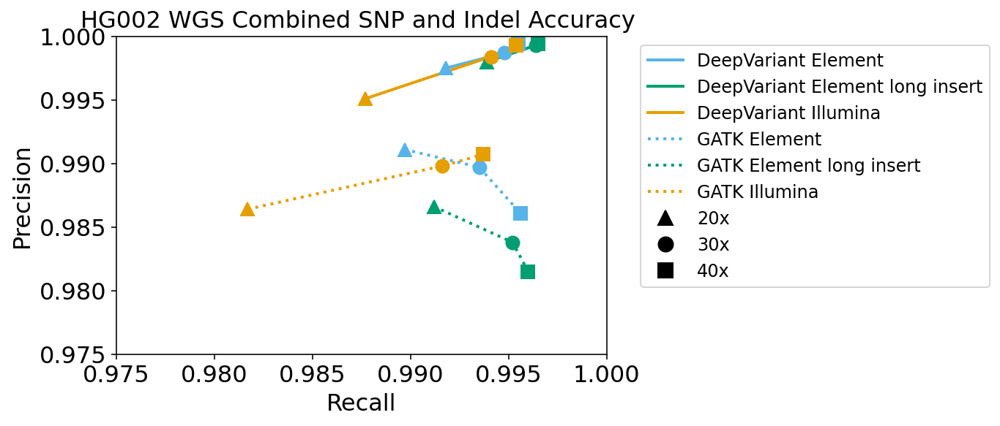 HG002 WGS Combined SNP and Indel Accuracy
1.000
0.995
0.990
0.985
0.980
0.975
Precision
0.975 0.980 0.985 0.990 0.995 1.000
Recall
DeepVariant Element
DeepVariant Element long insert
DeepVariant Illumina
GATK Element
GATK Element long insert
GATK Illumina
20x
30x
40x